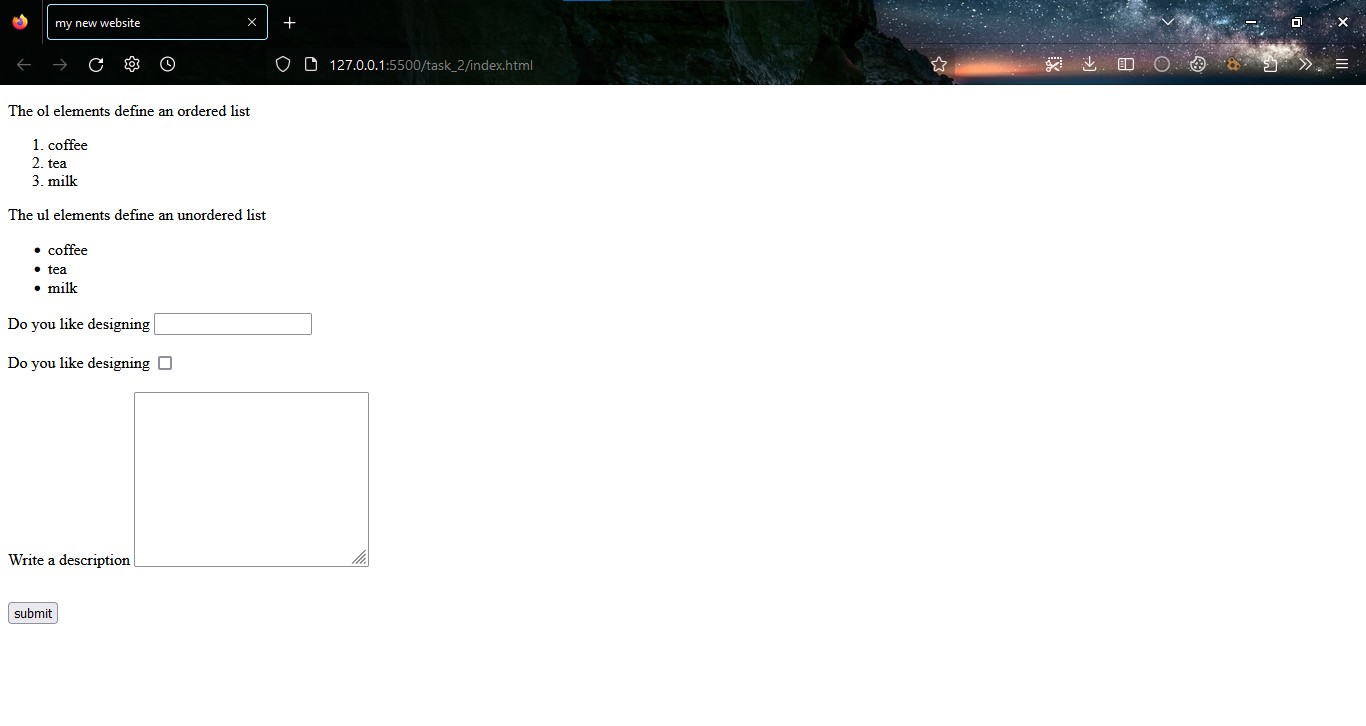 my new website
127.0.0.1:5500/task_2/index.html
The ol elements define an ordered list
1. coffee
2. tea
3. milk
The ul elements define an unordered list
• coffee
• tea
• milk
Do you like designing
Do you like designing
Write a description
submit